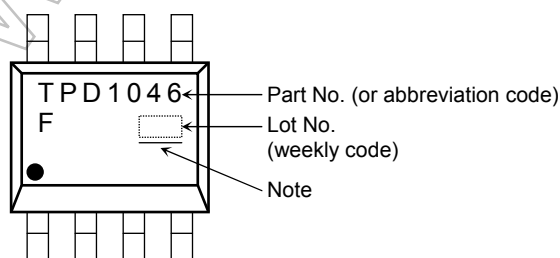 TPD1046
F
Part No. (or abbreviation code)
Lot No.
(weekly code)
Note